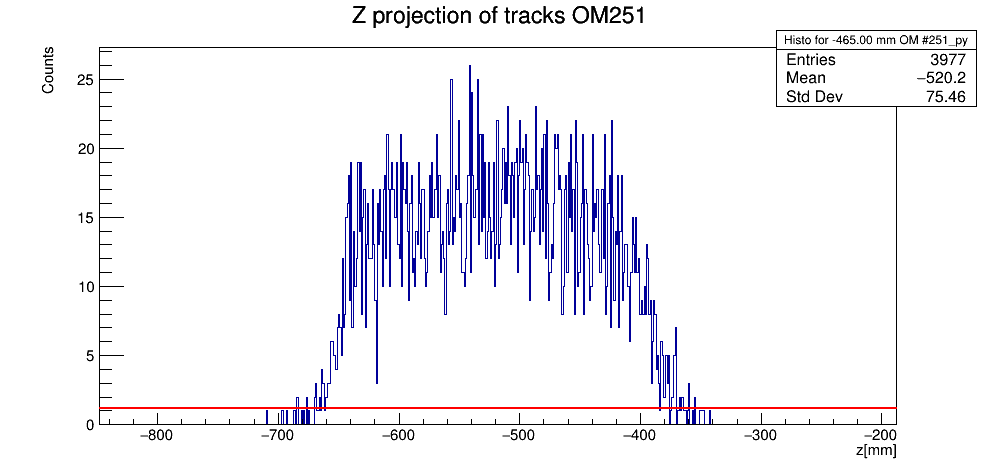 Z projection of tracks OM251
Histo for -465.00 mm OM #251_py
Entries 3977
Mean −520.2
Std Dev 75.46
Counts
25
20
15
10
5
0
−800 −700 −600 −500 −400 −300 −200
z[mm]